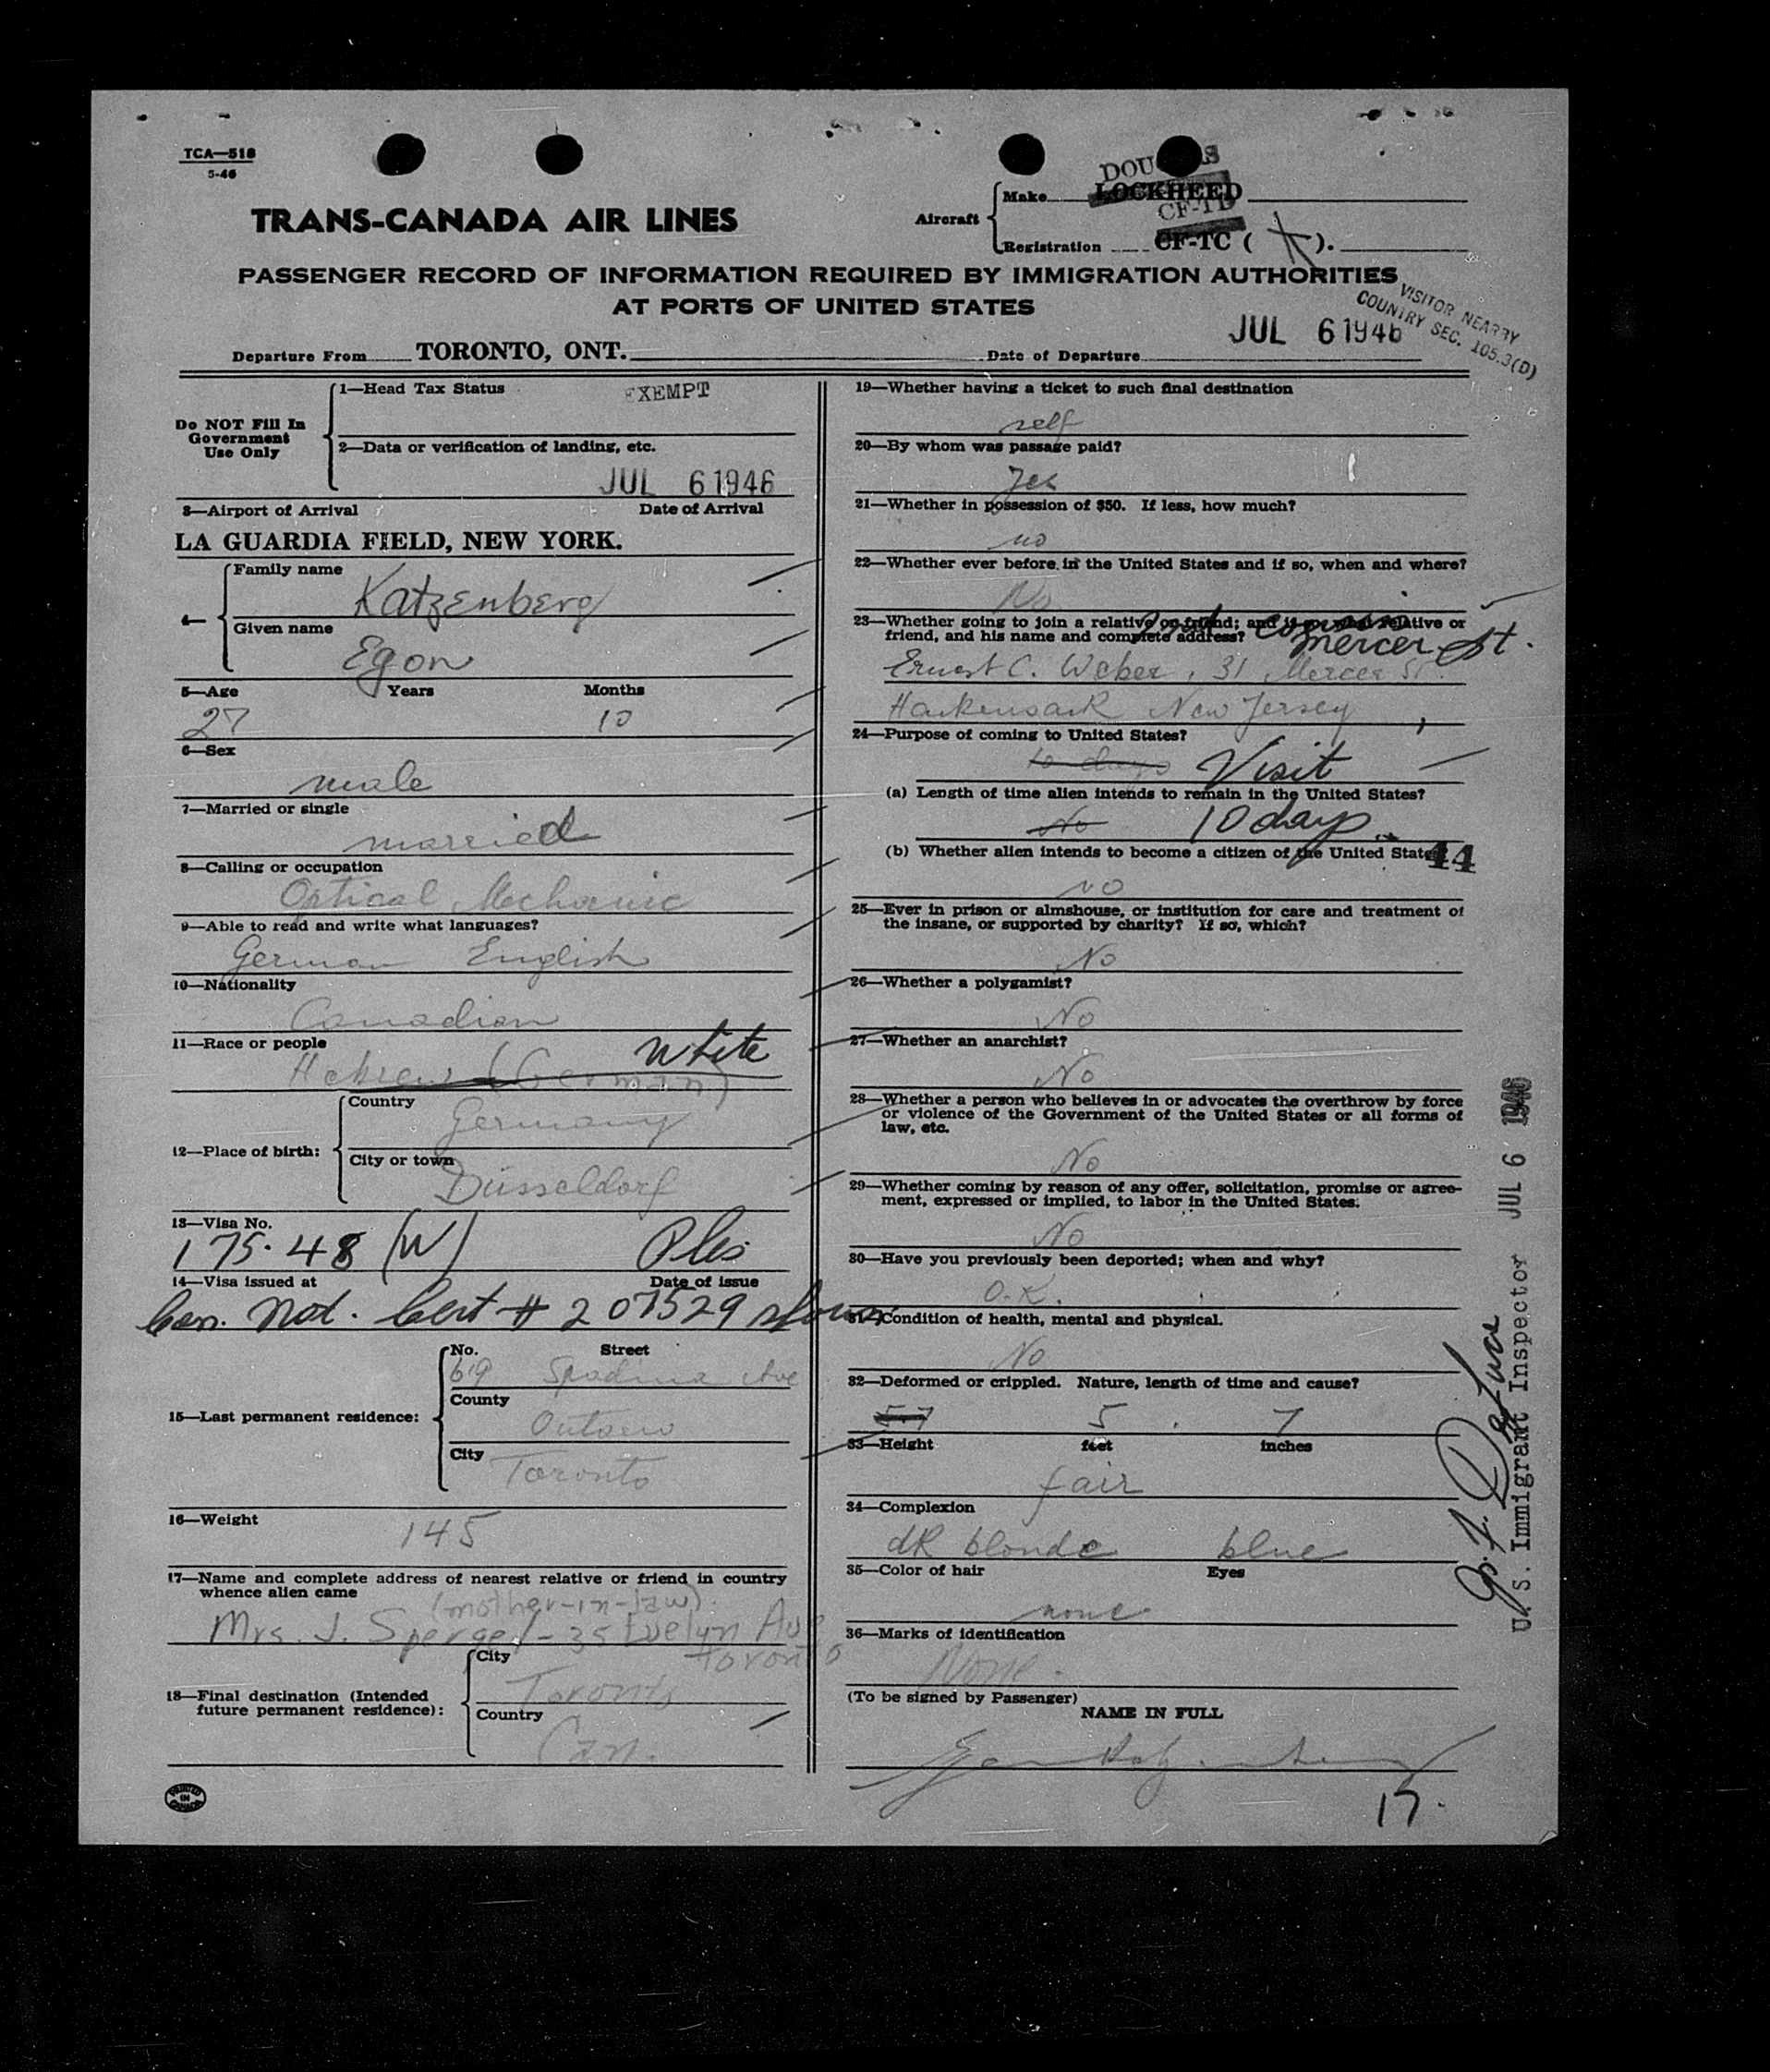 TCA—518
5-46
DOUGLAS
Make LOCKHEED
CF-TD
Aircraft
Registration CF-TC ( X ).
TRANS-CANADA AIR LINES
PASSENGER RECORD OF INFORMATION REQUIRED BY IMMIGRATION AUTHORITIES
AT PORTS OF UNITED STATES
VISITOR NEARBY
COUNTRY SEC. 105.3(D)
JUL 6 1946
Departure From TORONTO, ONT. Date of Departure
Do NOT Fill In
Government
Use Only
1—Head Tax Status EXEMPT
2—Data or verification of landing, etc.
JUL 6 1946
3—Airport of Arrival Date of Arrival
LA GUARDIA FIELD, NEW YORK.
4—
Family name
Katzenberg
Given name
Egon
5—Age Years Months
27 10
6—Sex
male
7—Married or single
married
8—Calling or occupation
Optical Mechanic
9—Able to read and write what languages?
German English
10—Nationality
Canadian
11—Race or people White
Hebrew (German)
12—Place of birth:
Country
Germany
City or town
Düsseldorf
13—Visa No.
175.48 (W)
14—Visa issued at Date of issue
Can. Nat. Cert # 207529 shown
15—Last permanent residence:
No. Street
619 Spadina Ave
County
Ontario
City
Toronto
16—Weight
145
17—Name and complete address of nearest relative or friend in country
whence alien came
(mother-in-law).
Mrs. J. Spergel - 35 Evelyn Ave
Toronto
18—Final destination (Intended
future permanent residence):
City
Toronto
Country
Can.
PRINTED
IN
CANADA
19—Whether having a ticket to such final destination
self
20—By whom was passage paid?
Yes
21—Whether in possession of $50. If less, how much?
no
22—Whether ever before in the United States and if so, when and where?
No
23—Whether going to join a relative or friend; and if so, what relative or
friend, and his name and complete address?
cousin
Mercer St.
Ernest C. Weber, 31 Mercer St.
Hackensack New Jersey
24—Purpose of coming to United States?
10 days Visit
(a) Length of time alien intends to remain in the United States?
No 10 days
(b) Whether alien intends to become a citizen of the United States
44
no
25—Ever in prison or almshouse, or institution for care and treatment of
the insane, or supported by charity? If so, which?
No
26—Whether a polygamist?
No
27—Whether an anarchist?
No
28—Whether a person who believes in or advocates the overthrow by force
or violence of the Government of the United States or all forms of
law, etc.
No
29—Whether coming by reason of any offer, solicitation, promise or agree-
ment, expressed or implied, to labor in the United States.
No
30—Have you previously been deported; when and why?
O.K.
31—Condition of health, mental and physical.
No
32—Deformed or crippled. Nature, length of time and cause?
5.7 5 . 7
33—Height feet inches
fair
34—Complexion
dk blonde blue
35—Color of hair Eyes
none
36—Marks of identification
None.
(To be signed by Passenger)
NAME IN FULL
Egon Katzenberg
17.
U. S. Immigrant Inspector JUL 6 1946